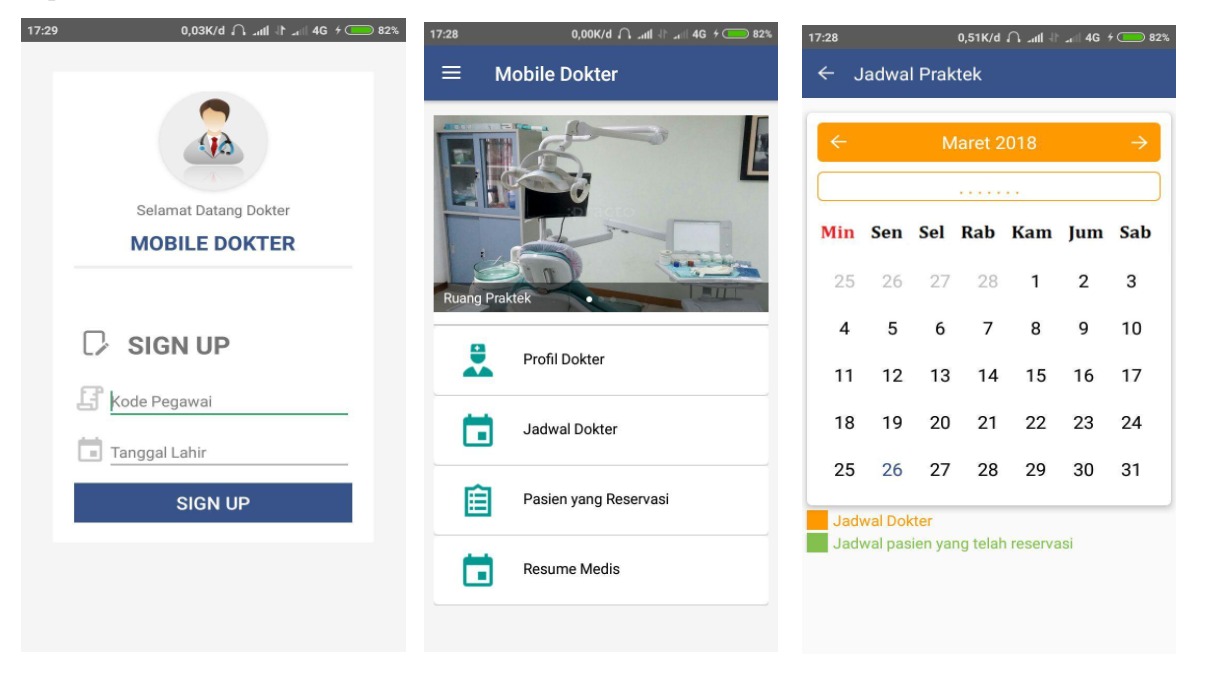 17:29 0,03K/d 4G 82%
Selamat Datang Dokter
MOBILE DOKTER
SIGN UP
Kode Pegawai
Tanggal Lahir
SIGN UP
17:28 0,00K/d 4G 82%
Mobile Dokter
Ruang Praktek
Profil Dokter
Jadwal Dokter
Pasien yang Reservasi
Resume Medis
17:28 0,51K/d 4G 82%
Jadwal Praktek
Maret 2018
.......
Min Sen Sel Rab Kam Jum Sab
25 26 27 28 1 2 3
4 5 6 7 8 9 10
11 12 13 14 15 16 17
18 19 20 21 22 23 24
25 26 27 28 29 30 31
Jadwal Dokter
Jadwal pasien yang telah reservasi